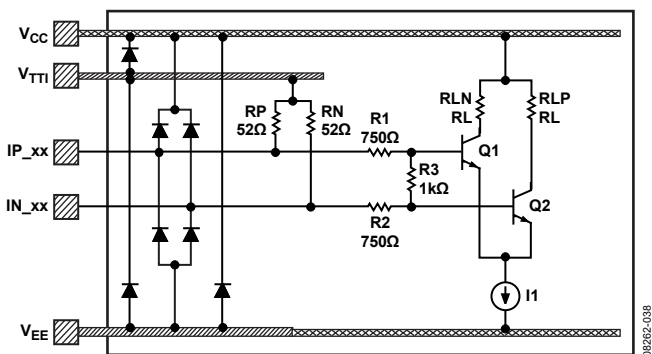 VCC
VTTI
RLN
RL
RLP
RL
RP
52Ω
RN
52Ω
R1
750Ω
IP_xx
Q1
R3
1kΩ
IN_xx
Q2
R2
750Ω
I1
VEE
08262-038